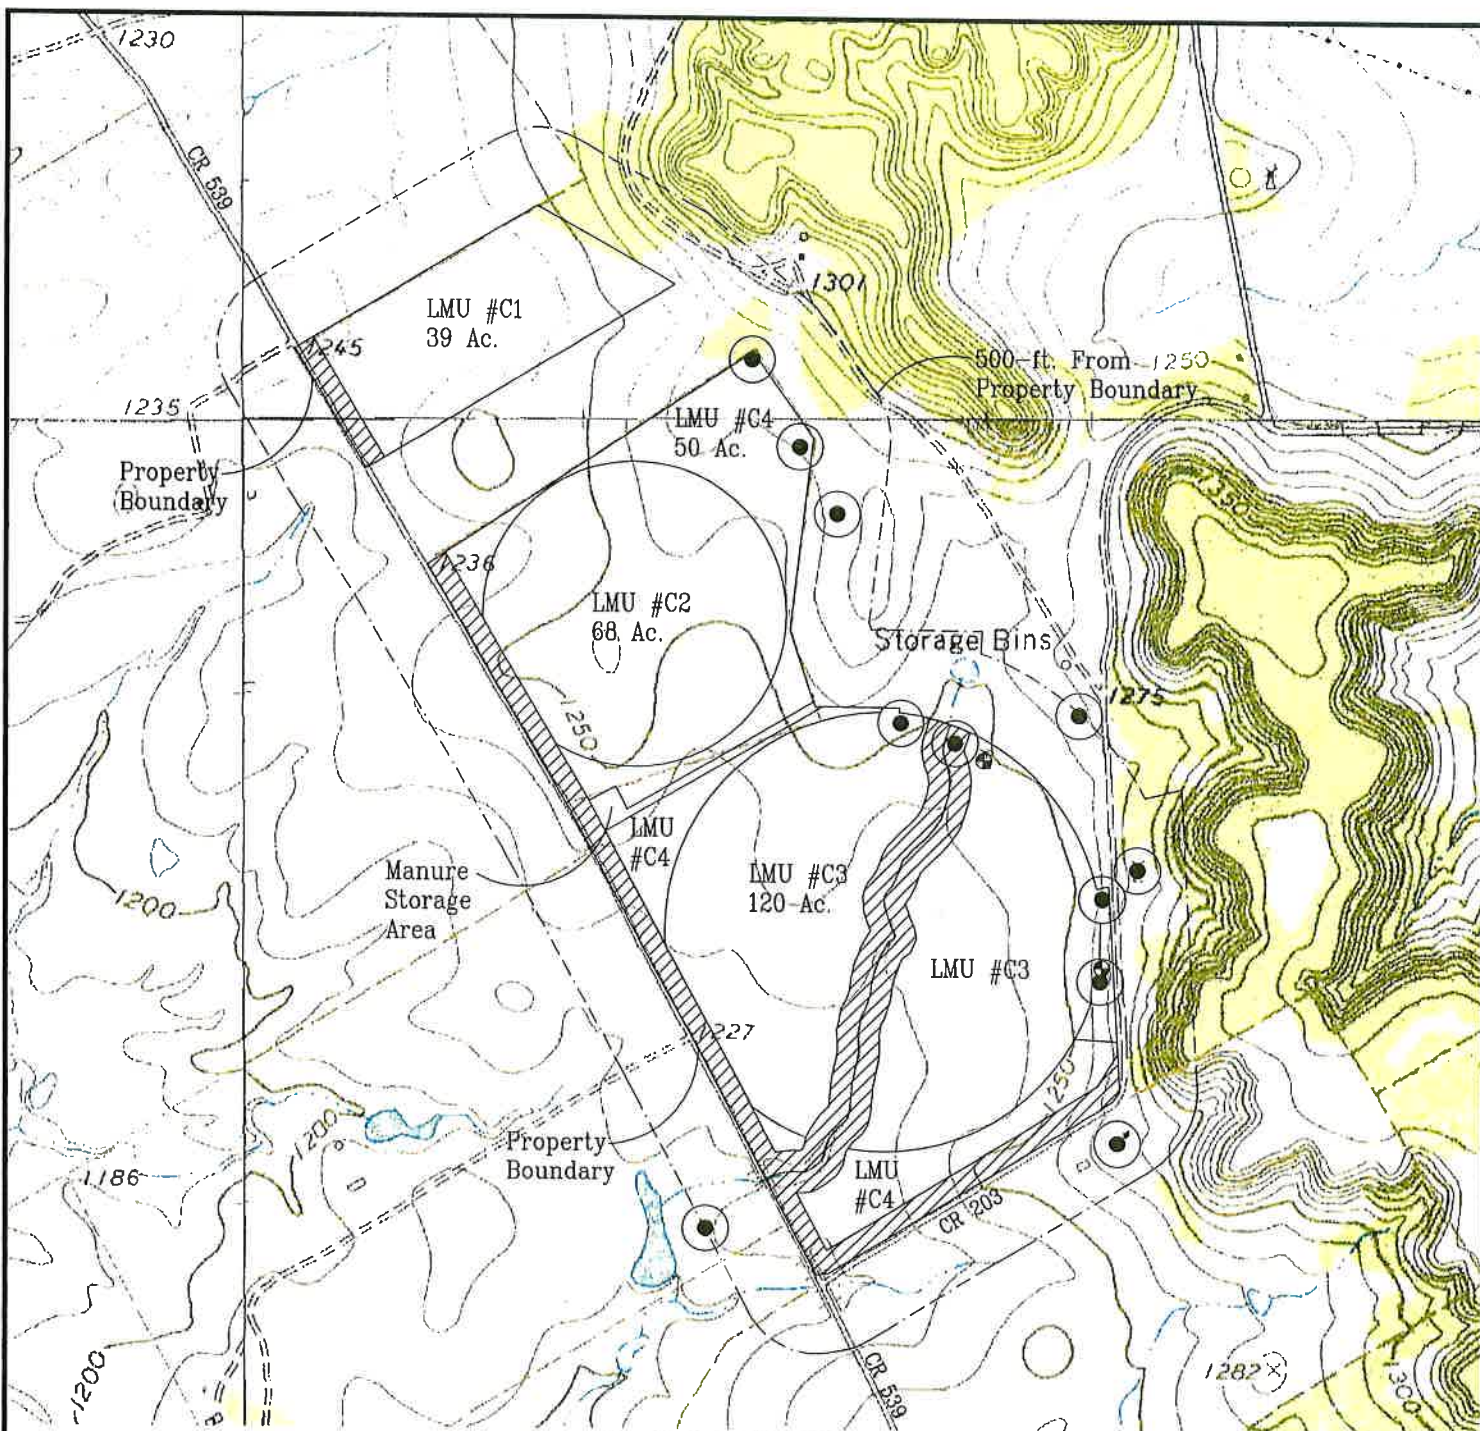 1230
CR 539
1301
LMU #C1
39 Ac.
1245
500-ft. From
Property Boundary
1250
1235
LMU #C4
50 Ac.
Property
Boundary
1350
1236
LMU #C2
68 Ac.
Storage Bins
1275
1250
LMU
#C4
Manure
Storage
Area
LMU #C3
120 Ac.
1200
LMU #C3
1227
1250
1200
Property
Boundary
1186
LMU
#C4
CR 203
1200
CR 539
1282
1300